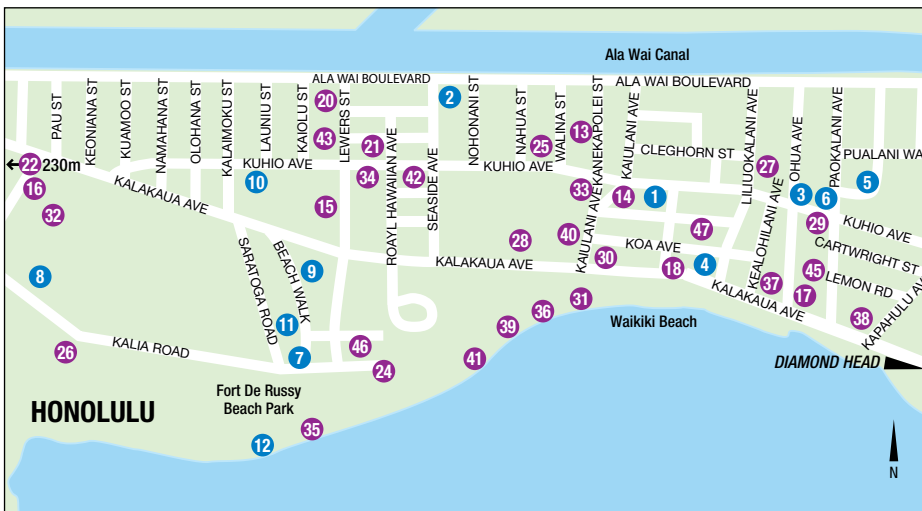 Ala Wai Canal
ALA WAI BOULEVARD
ALA WAI BOULEVARD
PAU ST
KEONIANA ST
KUAMOO ST
NAMAHANA ST
OLOHANA ST
KALAIMOKU ST
LAUNIU ST
KAIOLU ST
LEWERS ST
ROAYL HAWAIIAN AVE
SEASIDE AVE
NOHONANI ST
NAHUA ST
WALINA ST
KANEKAPOLEI ST
KAIULANI AVE
KAIULANI AVE
CLEGHORN ST
LILIUOKALANI AVE
KEALOHILANI AVE
OHUA AVE
PAOKALANI AVE
PUALANI WA
2
20
43
21
13
25
27
22
230m
16
32
KUHIO AVE
KUHIO AVE
10
34
42
33
14
1
3
6
5
29
KUHIO AVE
KALAKAUA AVE
15
28
40
KOA AVE
47
CARTWRIGHT ST
SARATOGA ROAD
BEACH WALK
8
9
KALAKAUA AVE
30
18
4
37
45
17
LEMON RD
KALAKAUA AVE
38
KAPAHULU AV
31
36
39
41
Waikiki Beach
11
7
46
24
26
KALIA ROAD
DIAMOND HEAD
Fort De Russy
Beach Park
HONOLULU
35
12
N